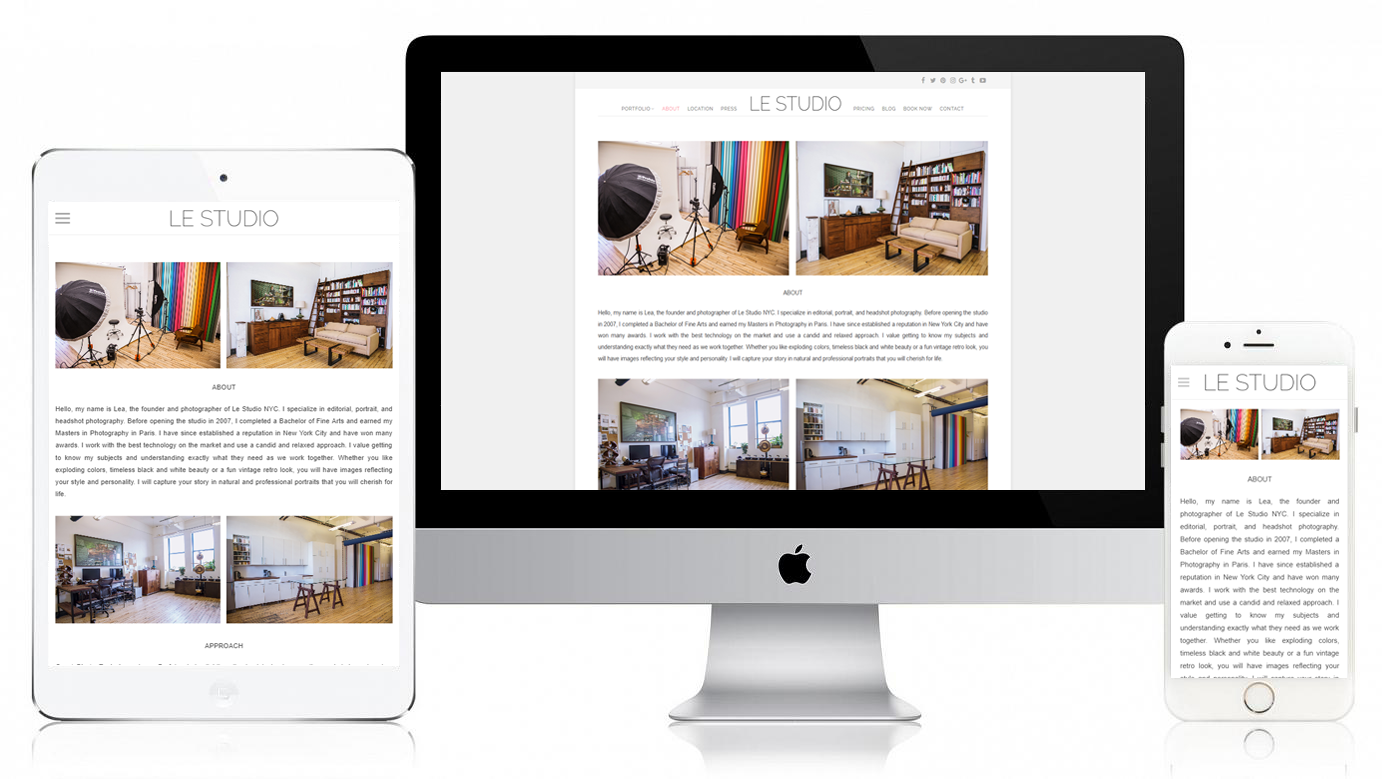 LE STUDIO
ABOUT
Hello, my name is Lea, the founder and photographer of Le Studio NYC. I specialize in editorial, portrait, and
headshot photography. Before opening the studio in 2007, I completed a Bachelor of Fine Arts and earned my
Masters in Photography in Paris. I have since established a reputation in New York City and have won many
awards. I work with the best technology on the market and use a candid and relaxed approach. I value getting
to know my subjects and understanding exactly what they need as we work together. Whether you like
exploding colors, timeless black and white beauty or a fun vintage retro look, you will have images reflecting
your style and personality. I will capture your story in natural and professional portraits that you will cherish for
life.
APPROACH
PORTFOLIO ABOUT LOCATION PRESS LE STUDIO PRICING BLOG BOOK NOW CONTACT
ABOUT
Hello, my name is Lea, the founder and photographer of Le Studio NYC. I specialize in editorial, portrait, and headshot photography. Before opening the studio
in 2007, I completed a Bachelor of Fine Arts and earned my Masters in Photography in Paris. I have since established a reputation in New York City and have
won many awards. I work with the best technology on the market and use a candid and relaxed approach. I value getting to know my subjects and
understanding exactly what they need as we work together. Whether you like exploding colors, timeless black and white beauty or a fun vintage retro look, you
will have images reflecting your style and personality. I will capture your story in natural and professional portraits that you will cherish for life.
LE STUDIO
ABOUT
Hello, my name is Lea, the founder and
photographer of Le Studio NYC. I specialize in
editorial, portrait, and headshot photography.
Before opening the studio in 2007, I completed a
Bachelor of Fine Arts and earned my Masters in
Photography in Paris. I have since established a
reputation in New York City and have won many
awards. I work with the best technology on the
market and use a candid and relaxed approach. I
value getting to know my subjects and
understanding exactly what they need as we work
together. Whether you like exploding colors,
timeless black and white beauty or a fun vintage
retro look, you will have images reflecting your
style and personality. I will capture your story in